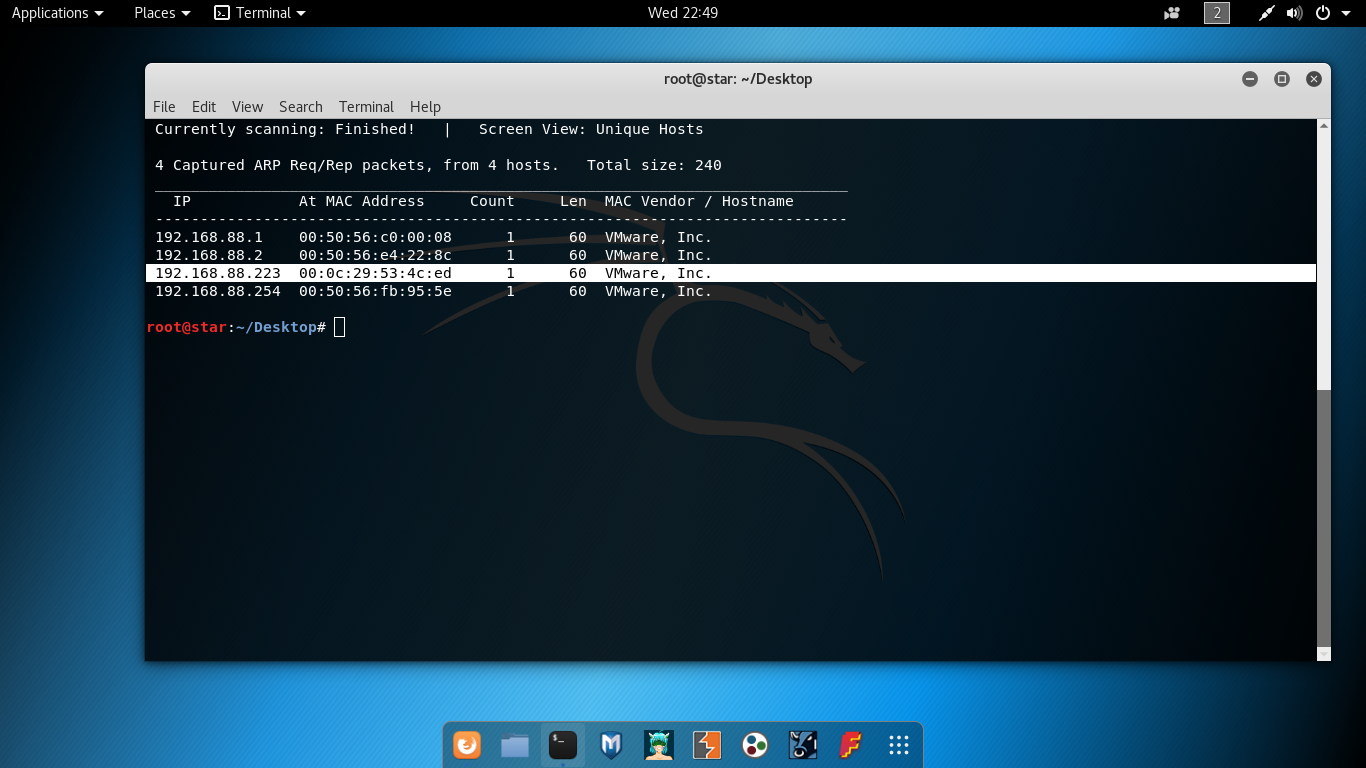 Applications Places Terminal Wed 22:49 2
root@star: ~/Desktop
File Edit View Search Terminal Help
Currently scanning: Finished!   |   Screen View: Unique Hosts
4 Captured ARP Req/Rep packets, from 4 hosts.   Total size: 240
_____________________________________________________________________________
  IP            At MAC Address     Count     Len  MAC Vendor / Hostname
-----------------------------------------------------------------------------
192.168.88.1    00:50:56:c0:00:08      1      60  VMware, Inc.
192.168.88.2    00:50:56:e4:22:8c      1      60  VMware, Inc.
192.168.88.223  00:0c:29:53:4c:ed      1      60  VMware, Inc.
192.168.88.254  00:50:56:fb:95:5e      1      60  VMware, Inc.
root@star:~/Desktop#